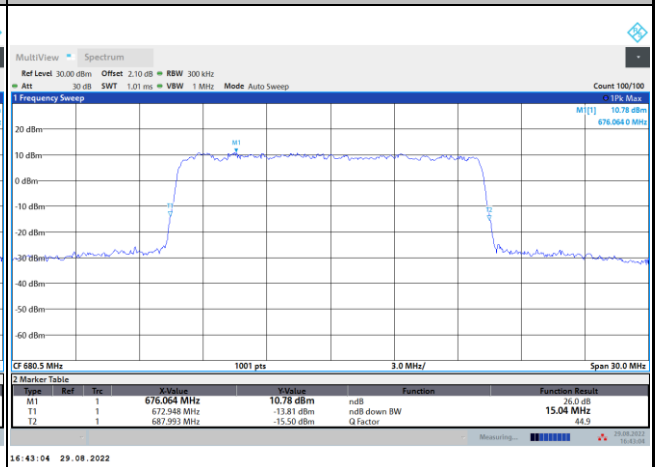 MultiView Spectrum
Ref Level 30.00 dBm Offset 2.10 dB RBW 300 kHz
Att 30 dB SWT 1.01 ms VBW 1 MHz Mode Auto Sweep Count 100/100
1 Frequency Sweep 1Pk Max
M1[1] 10.78 dBm
676.064 0 MHz
20 dBm
M1
10 dBm
0 dBm
-10 dBm
T1 T2
-20 dBm
-30 dBm
-40 dBm
-50 dBm
-60 dBm
CF 680.5 MHz 1001 pts 3.0 MHz/ Span 30.0 MHz
2 Marker Table
Type Ref Trc X-Value Y-Value Function Function Result
M1 1 676.064 MHz 10.78 dBm ndB 26.0 dB
T1 1 672.948 MHz -13.81 dBm ndB down BW 15.04 MHz
T2 1 687.993 MHz -15.50 dBm Q Factor 44.9
Measuring... 29.08.2022
16:43:04
16:43:04 29.08.2022